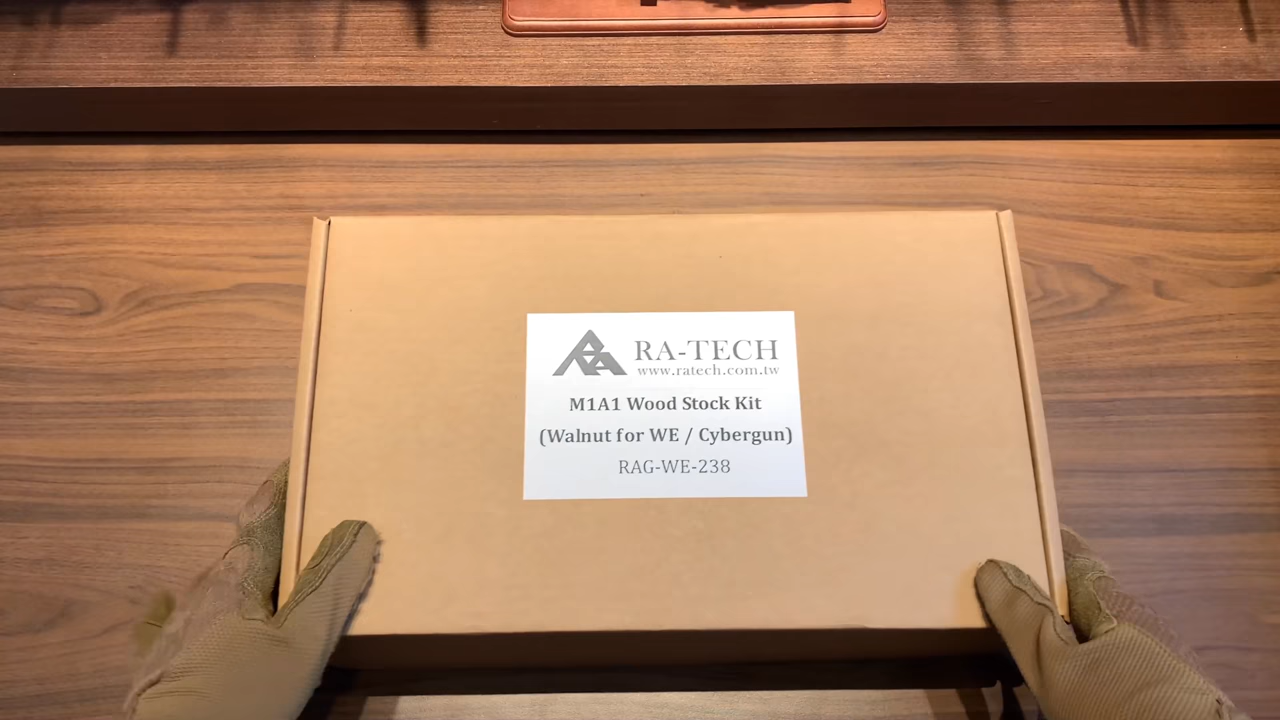 RA-TECH
www.ratech.com.tw
M1A1 Wood Stock Kit
(Walnut for WE / Cybergun)
RAG-WE-238